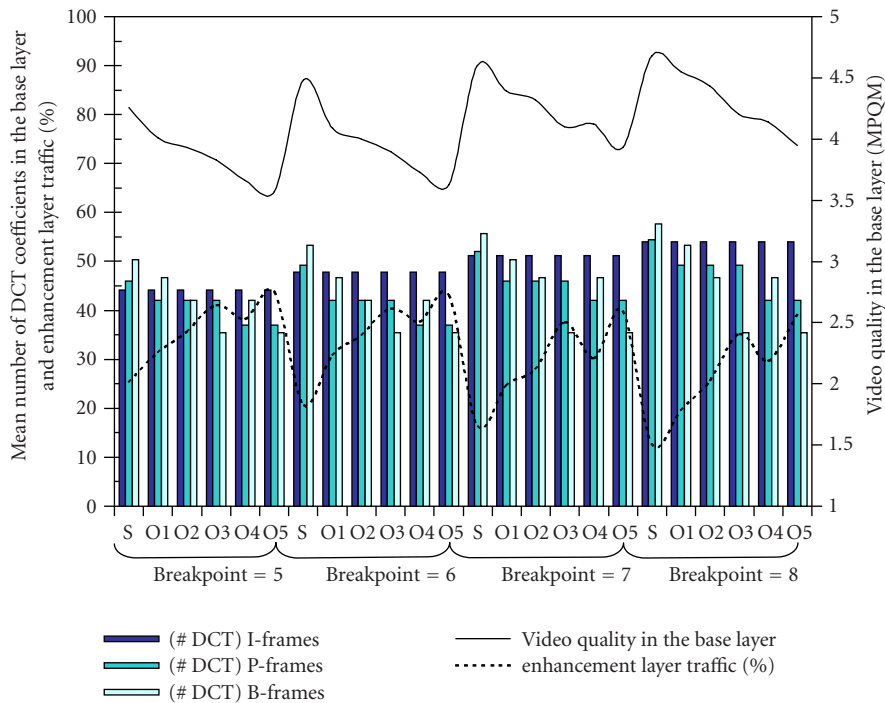 Mean number of DCT coefficients in the base layer
and enhancement layer traffic (%)
100
90
80
70
60
50
40
30
20
10
0
5
4.5
4
3.5
3
2.5
2
1.5
1
Video quality in the base layer (MPQM)
S O1 O2 O3 O4 O5 S O1 O2 O3 O4 O5 S O1 O2 O3 O4 O5 S O1 O2 O3 O4 O5
Breakpoint = 5 Breakpoint = 6 Breakpoint = 7 Breakpoint = 8
(# DCT) I-frames
(# DCT) P-frames
(# DCT) B-frames
Video quality in the base layer
enhancement layer traffic (%)